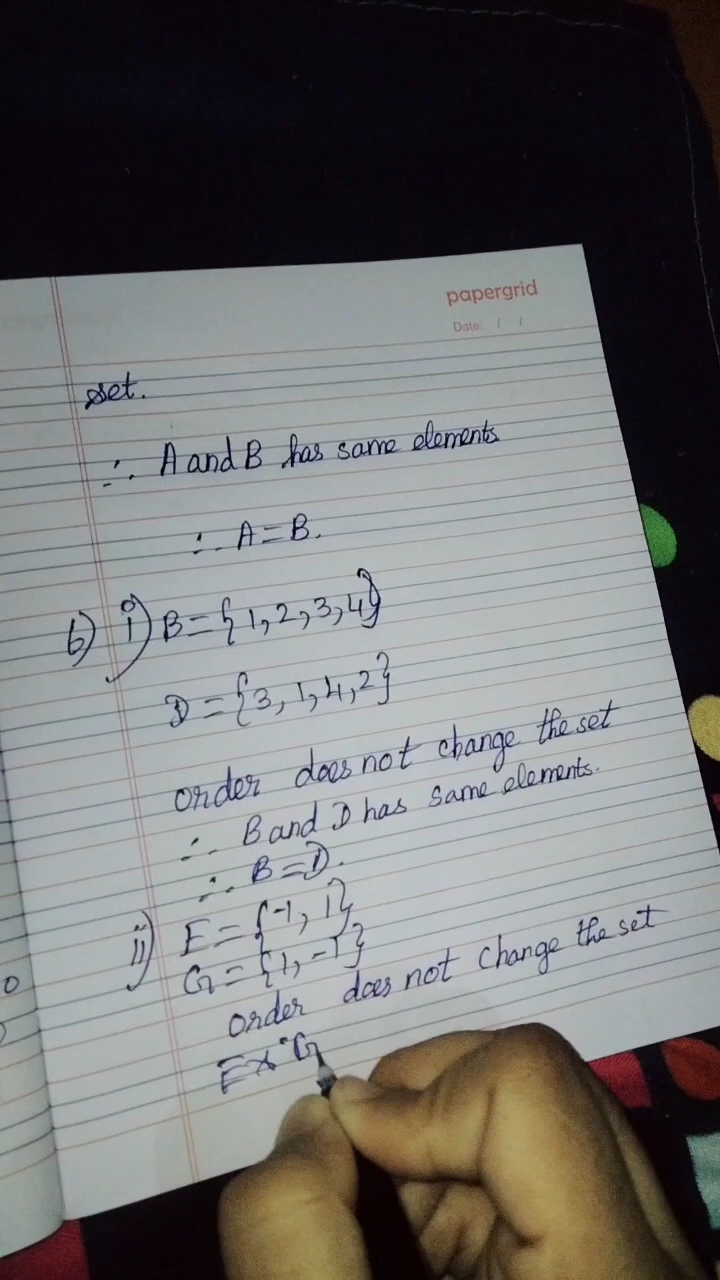 papergrid
Date: / /
set.
∴ A and B has same elements
∴ A = B.
6) i) B = {1, 2, 3, 4}
D = {3, 1, 4, 2}
order does not change the set
∴ B and D has same elements.
∴ B = D.
ii) E = {-1, 1}
G = {1, -1}
order does not change the set
E G